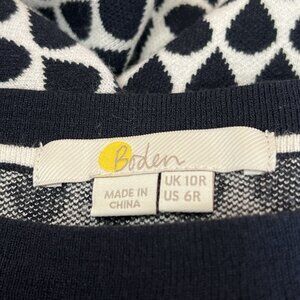 Boden
MADE IN
CHINA
UK 10R
US 6R